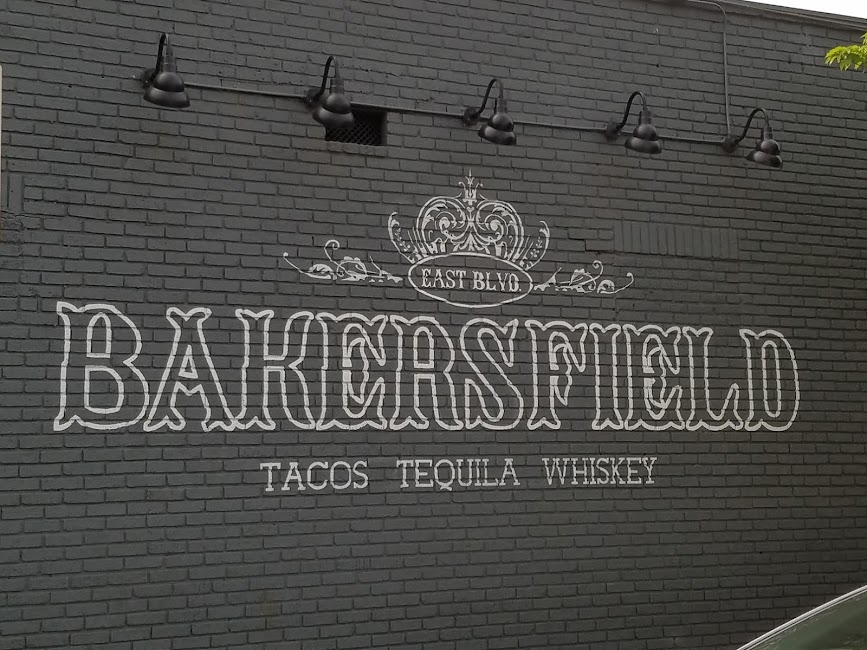 EAST BLVD.
BAKERSFIELD
TACOS TEQUILA WHISKEY